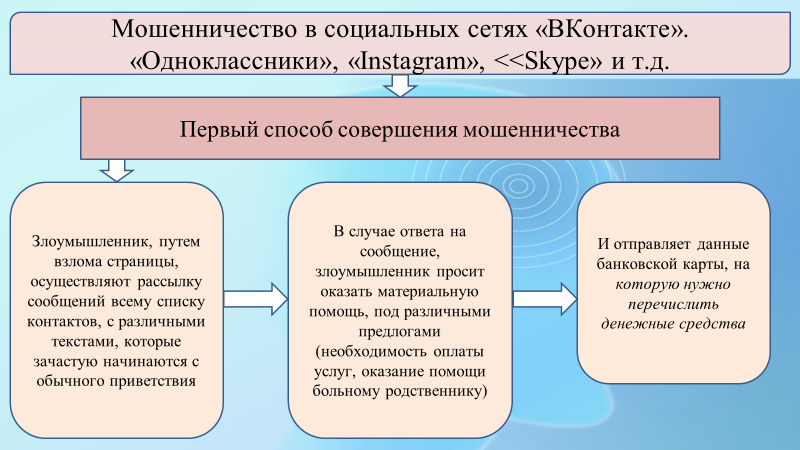 Мошенничество в социальных сетях «ВКонтакте».
«Одноклассники», «Instagram», <<Skype» и т.д.
Первый способ совершения мошенничества
Злоумышленник, путем
взлома страницы,
осуществляют рассылку
сообщений всему списку
контактов, с различными
текстами, которые
зачастую начинаются с
обычного приветствия
В случае ответа на
сообщение,
злоумышленник просит
оказать материальную
помощь, под различными
предлогами
(необходимость оплаты
услуг, оказание помощи
больному родственнику)
И отправляет данные
банковской карты, на
которую нужно
перечислить
денежные средства